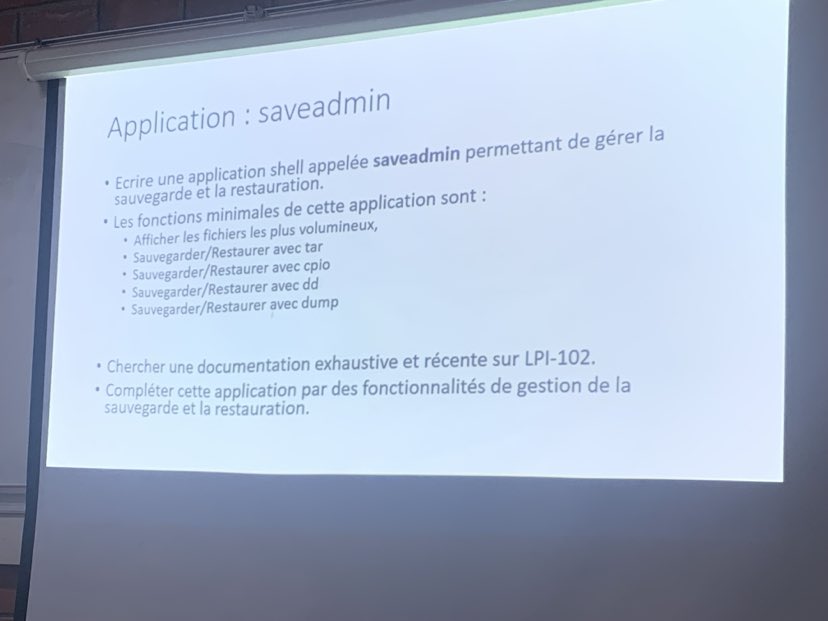 Application : saveadmin
• Ecrire une application shell appelée saveadmin permettant de gérer la
sauvegarde et la restauration.
• Les fonctions minimales de cette application sont :
• Afficher les fichiers les plus volumineux,
• Sauvegarder/Restaurer avec tar
• Sauvegarder/Restaurer avec cpio
• Sauvegarder/Restaurer avec dd
• Sauvegarder/Restaurer avec dump
• Chercher une documentation exhaustive et récente sur LPI-102.
• Compléter cette application par des fonctionnalités de gestion de la
sauvegarde et la restauration.